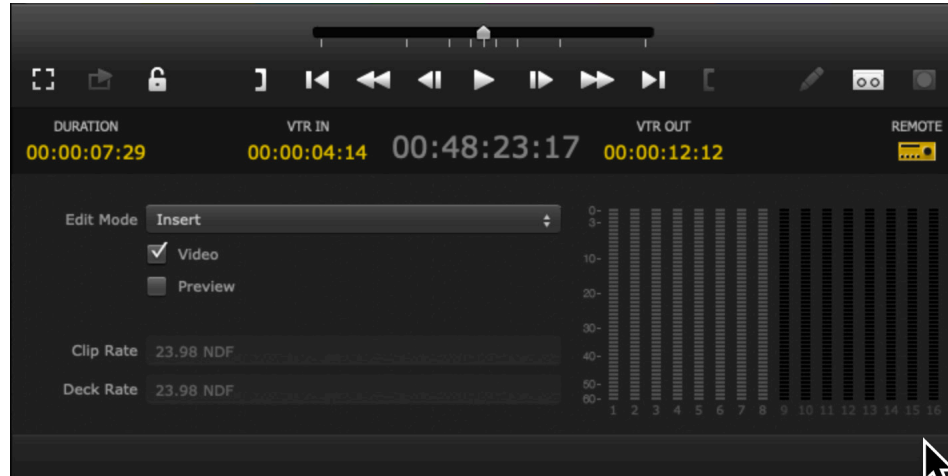 DURATION VTR IN VTR OUT REMOTE
00:00:07:29 00:00:04:14 00:48:23:17 00:00:12:12
Edit Mode Insert
Video
Preview
Clip Rate 23.98 NDF
Deck Rate 23.98 NDF
0-
3-
10-
20-
30-
40-
50-
60-
1 2 3 4 5 6 7 8 9 10 11 12 13 14 15 16